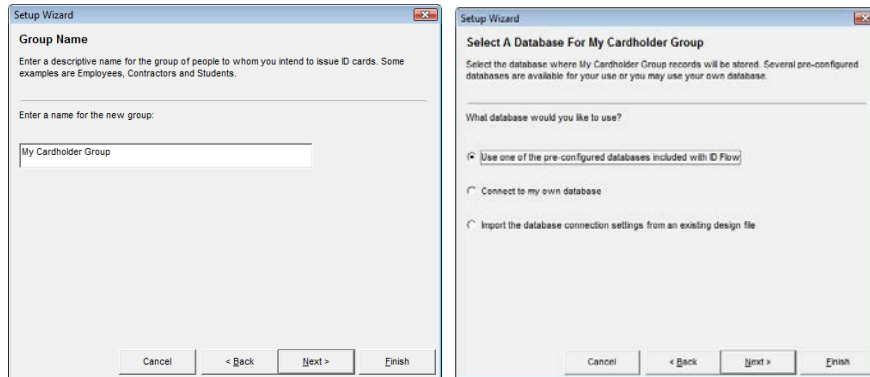 Setup Wizard
Group Name
Enter a descriptive name for the group of people to whom you intend to issue ID cards. Some
examples are Employees, Contractors and Students.
Enter a name for the new group:
My Cardholder Group
Cancel
< Back
Next >
Finish
Setup Wizard
Select A Database For My Cardholder Group
Select the database where My Cardholder Group records will be stored. Several pre-configured
databases are available for your use or you may use your own database.
What database would you like to use?
Use one of the pre-configured databases included with ID Flow
Connect to my own database
Import the database connection settings from an existing design file
Cancel
< Back
Next >
Finish